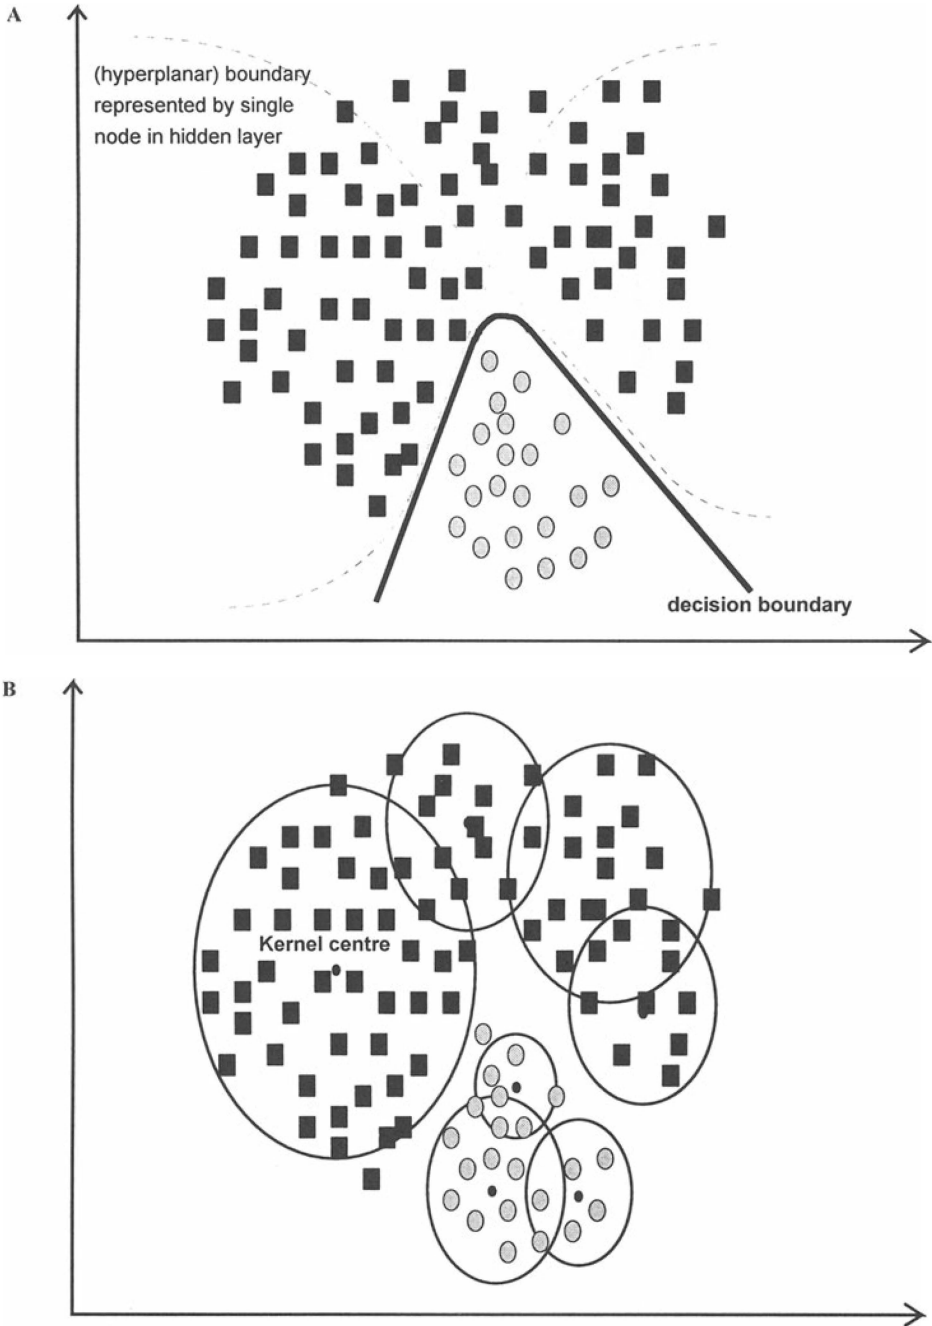 A
(hyperplanar) boundary
represented by single
node in hidden layer
decision boundary
B
Kernel centre